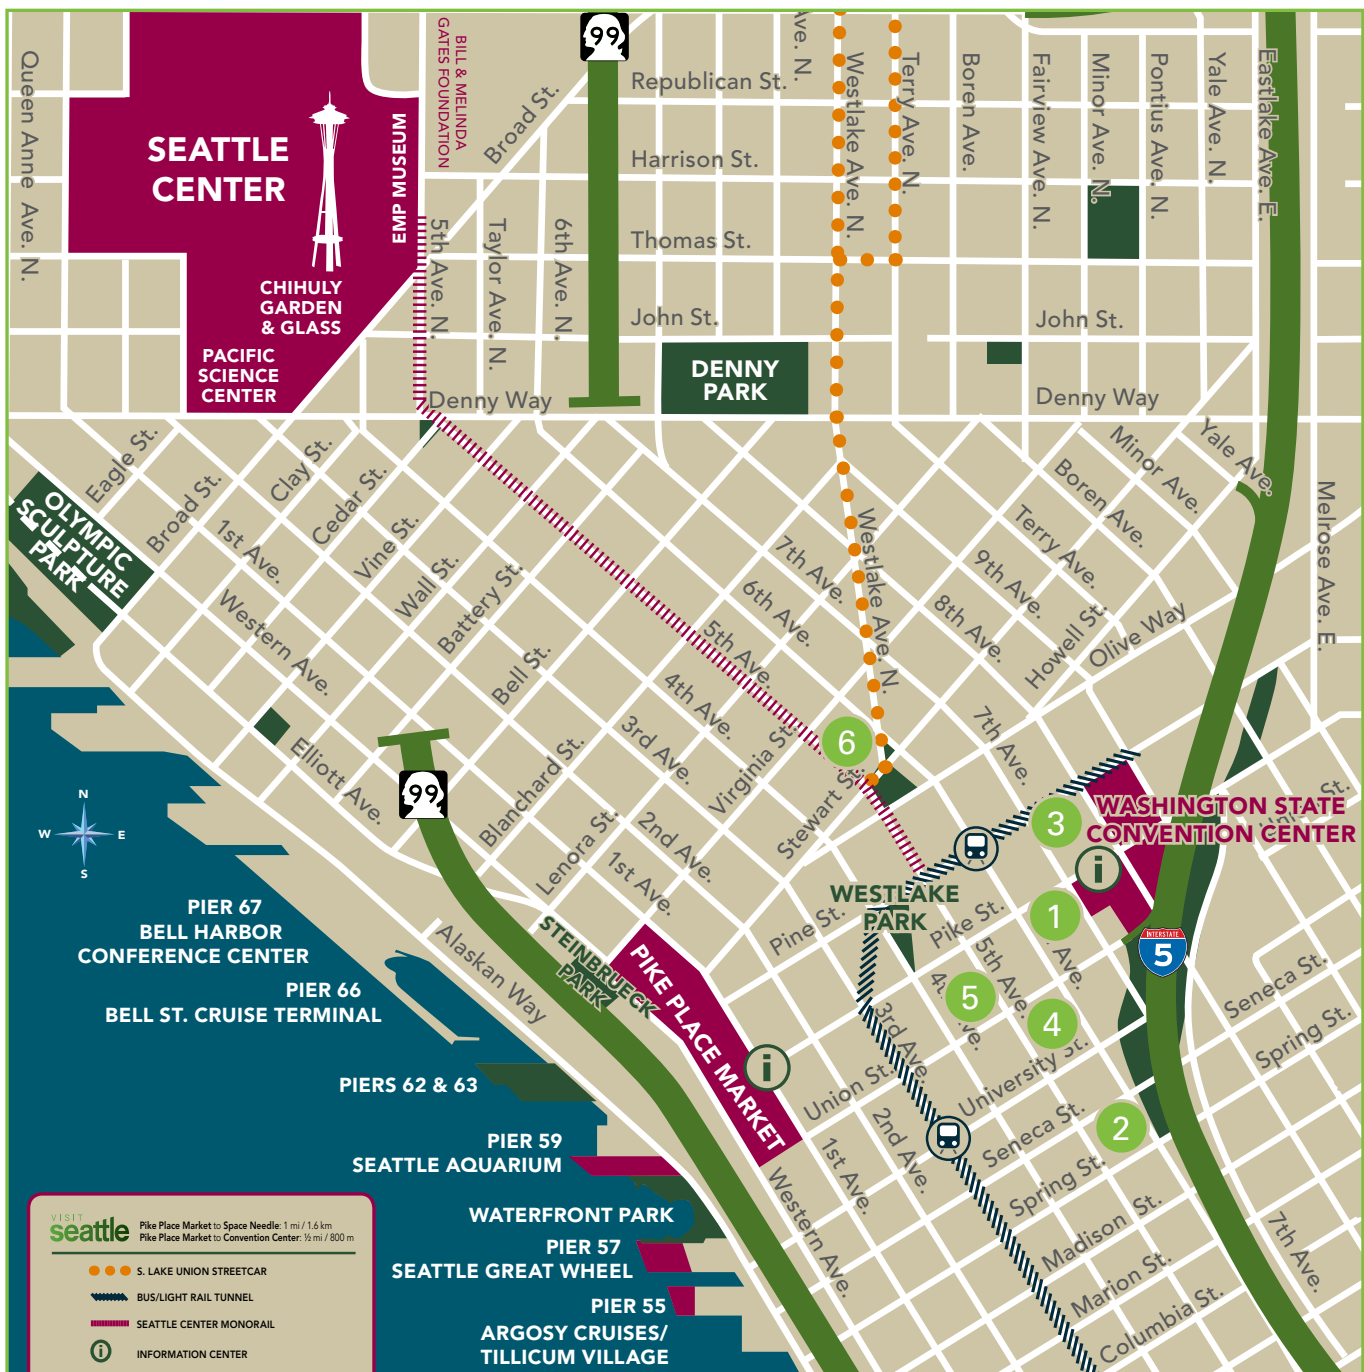 99
BILL & MELINDA
GATES FOUNDATION
Queen Anne Ave. N.
Broad St.
Republican St.
Ave. N.
Westlake Ave. N.
Terry Ave. N.
Boren Ave.
Fairview Ave. N.
Minor Ave. N.
Pontius Ave. N.
Yale Ave. N.
Eastlake Ave. E.
SEATTLE
CENTER
EMP MUSEUM
Harrison St.
5th Ave. N.
Taylor Ave. N.
6th Ave. N.
Thomas St.
CHIHULY
GARDEN
& GLASS
John St.
John St.
PACIFIC
SCIENCE
CENTER
DENNY
PARK
Denny Way
Denny Way
Eagle St.
Broad St.
Clay St.
Cedar St.
Vine St.
Wall St.
Battery St.
Bell St.
Blanchard St.
Lenora St.
Virginia St.
Stewart St.
OLYMPIC
SCULPTURE
PARK
1st Ave.
Western Ave.
Elliott Ave.
7th Ave.
6th Ave.
5th Ave.
4th Ave.
3rd Ave.
2nd Ave.
1st Ave.
Westlake Ave. N.
Minor Ave.
Yale Ave.
Boren Ave.
Terry Ave.
9th Ave.
8th Ave.
7th Ave.
Howell St.
Olive Way
Melrose Ave. E.
6
99
N
W
E
S
3
WASHINGTON STATE
CONVENTION CENTER
i
WESTLAKE
PARK
Pine St.
Pike St.
1
Ave.
INTERSTATE
5
5th Ave.
5
4
3rd Ave.
Union St.
University St.
Seneca St.
Spring St.
Seneca St.
Spring St.
2
Madison St.
Marion St.
Columbia St.
7th Ave.
2nd Ave.
1st Ave.
Western Ave.
Alaskan Way
STEINBRUECK
PARK
PIKE PLACE MARKET
i
PIER 67
BELL HARBOR
CONFERENCE CENTER
PIER 66
BELL ST. CRUISE TERMINAL
PIERS 62 & 63
PIER 59
SEATTLE AQUARIUM
WATERFRONT PARK
PIER 57
SEATTLE GREAT WHEEL
PIER 55
ARGOSY CRUISES/
TILLICUM VILLAGE
VISIT
seattle
Pike Place Market to Space Needle: 1 mi / 1.6 km
Pike Place Market to Convention Center: ½ mi / 800 m
S. LAKE UNION STREETCAR
BUS/LIGHT RAIL TUNNEL
SEATTLE CENTER MONORAIL
i
INFORMATION CENTER